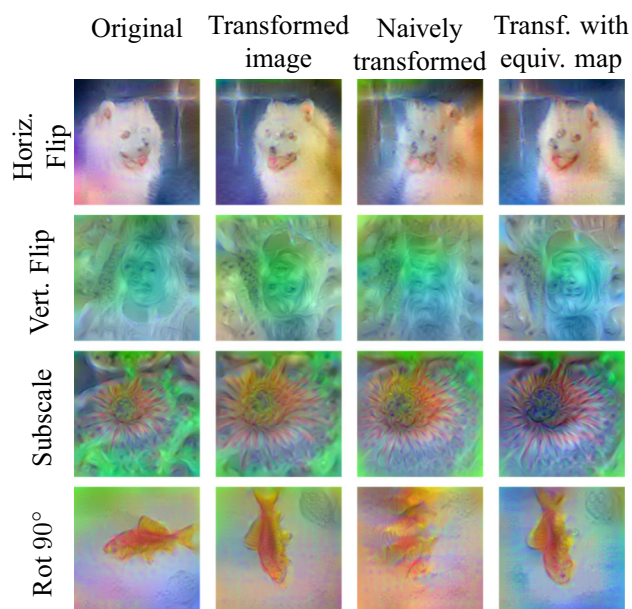 Original
Transformed
image
Naively
transformed
Transf. with
equiv. map
Horiz.
Flip
Vert. Flip
Subscale
Rot 90°